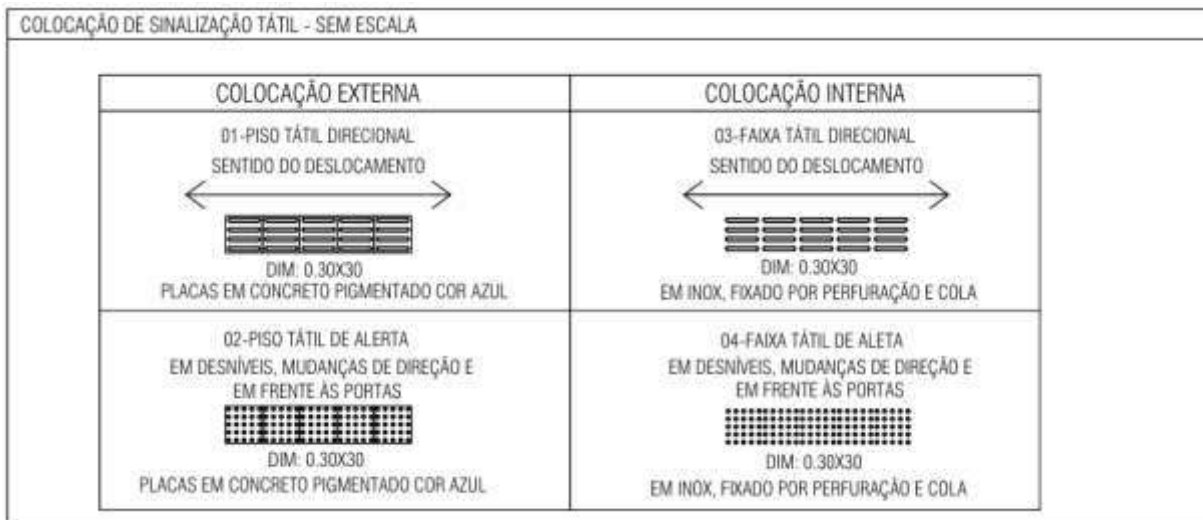 COLOCAÇÃO DE SINALIZAÇÃO TÁTIL - SEM ESCALA
COLOCAÇÃO EXTERNA
01-PISO TÁTIL DIRECIONAL
SENTIDO DO DESLOCAMENTO
DIM: 0.30X30
PLACAS EM CONCRETO PIGMENTADO COR AZUL
COLOCAÇÃO INTERNA
03-FAIXA TÁTIL DIRECIONAL
SENTIDO DO DESLOCAMENTO
DIM: 0.30X30
EM INOX, FIXADO POR PERFURAÇÃO E COLA
02-PISO TÁTIL DE ALERTA
EM DESNÍVEIS, MUDANÇAS DE DIREÇÃO E
EM FRENTE ÀS PORTAS
DIM: 0.30X30
PLACAS EM CONCRETO PIGMENTADO COR AZUL
04-FAIXA TÁTIL DE ALETA
EM DESNÍVEIS, MUDANÇAS DE DIREÇÃO E
EM FRENTE ÀS PORTAS
DIM: 0.30X30
EM INOX, FIXADO POR PERFURAÇÃO E COLA